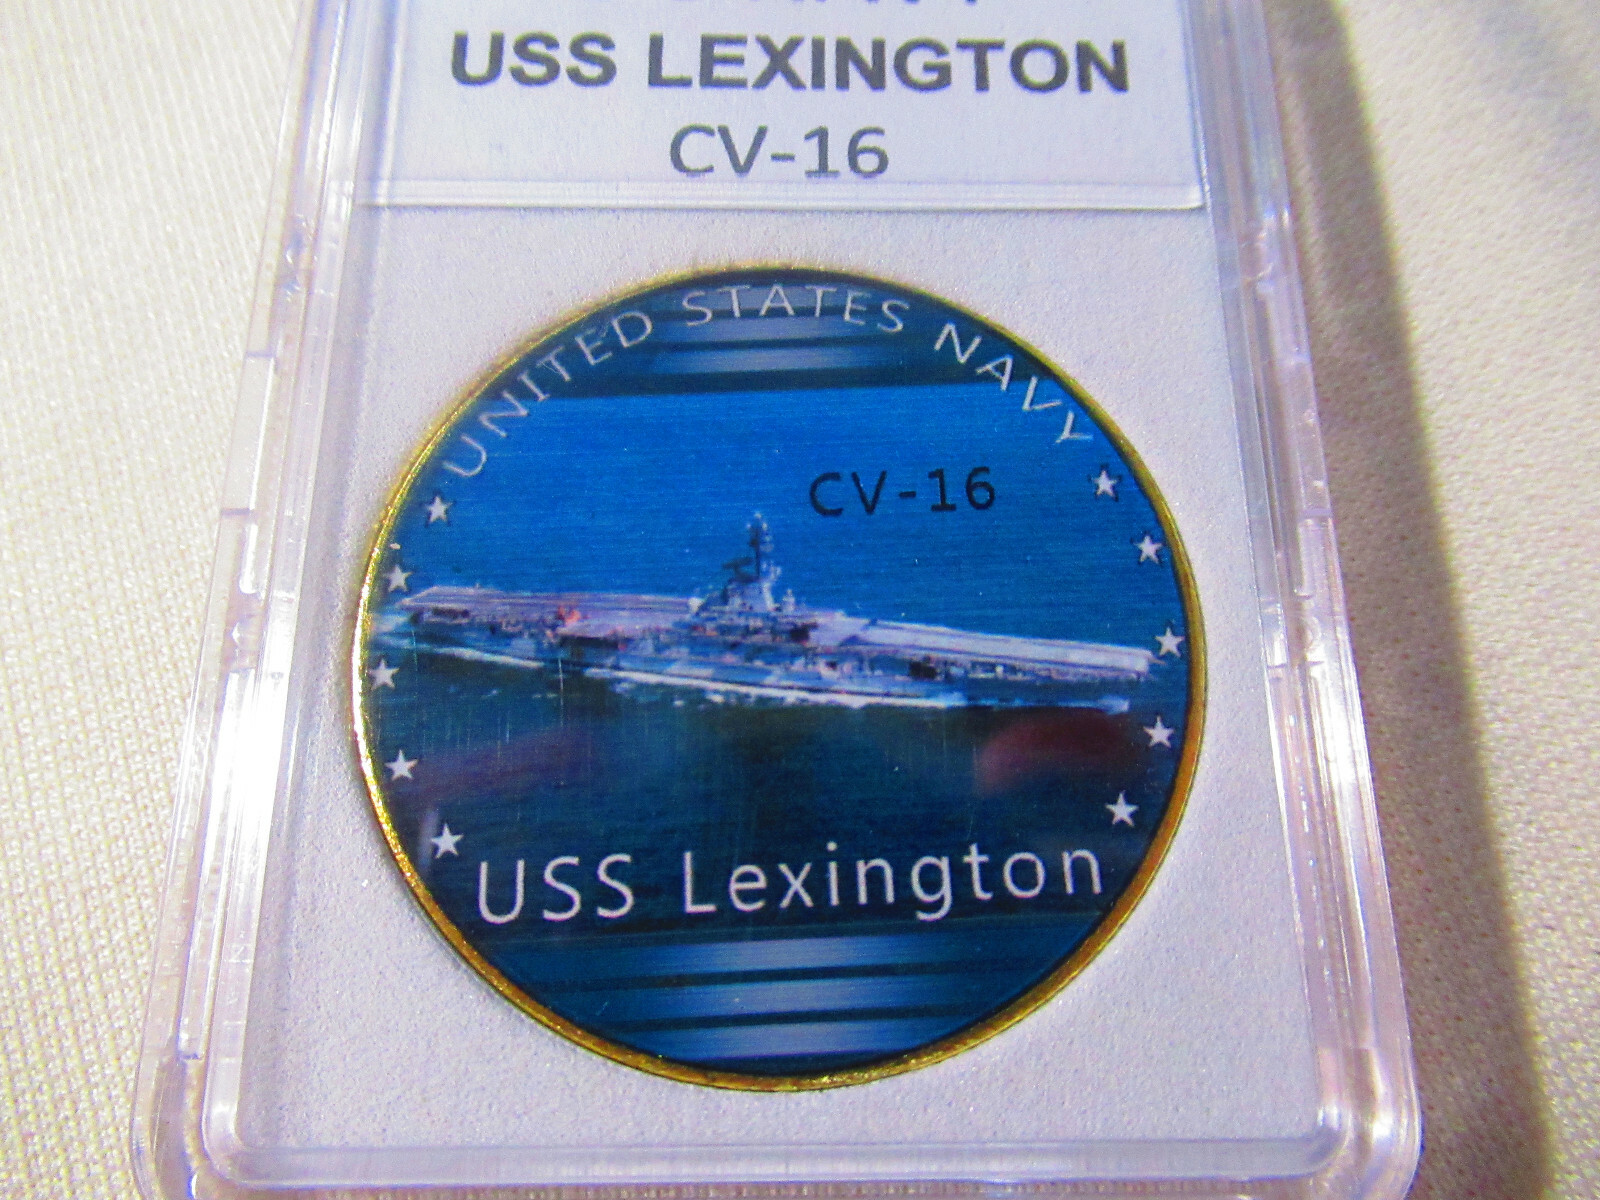 USS LEXINGTON
CV-16
UNITED STATES NAVY
CV-16
USS Lexington